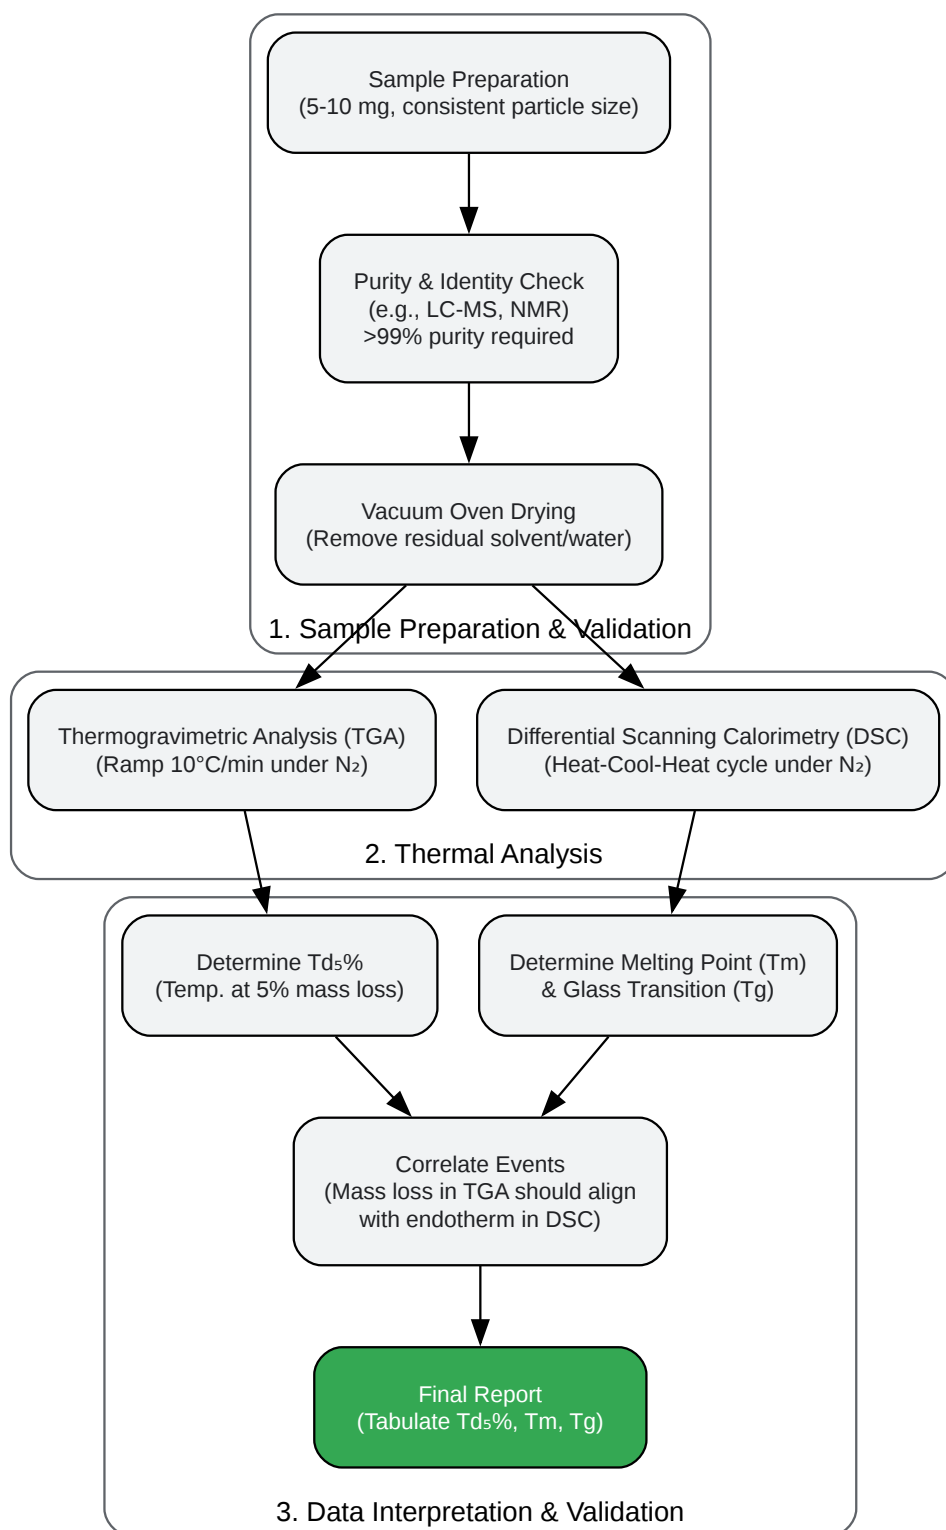 Sample Preparation
(5-10 mg, consistent particle size)
Purity & Identity Check
(e.g., LC-MS, NMR)
>99% purity required
Vacuum Oven Drying
(Remove residual solvent/water)
1. Sample Preparation & Validation
Thermogravimetric Analysis (TGA)
(Ramp 10°C/min under N₂)
Differential Scanning Calorimetry (DSC)
(Heat-Cool-Heat cycle under N₂)
2. Thermal Analysis
Determine Td₅%
(Temp. at 5% mass loss)
Determine Melting Point (Tm)
& Glass Transition (Tg)
Correlate Events
(Mass loss in TGA should align
with endotherm in DSC)
Final Report
(Tabulate Td₅%, Tm, Tg)
3. Data Interpretation & Validation